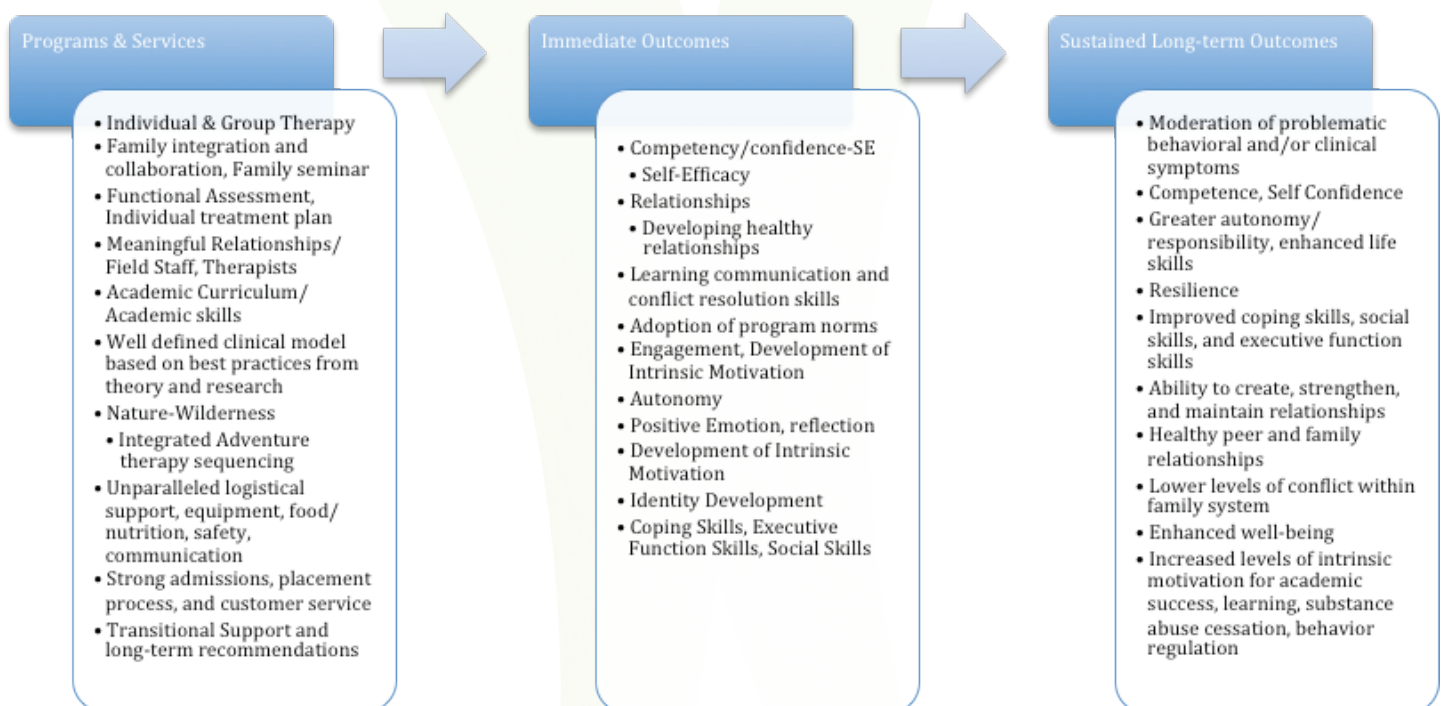 Programs & Services
• Individual & Group Therapy
• Family integration and
collaboration, Family seminar
• Functional Assessment,
Individual treatment plan
• Meaningful Relationships/
Field Staff, Therapists
• Academic Curriculum/
Academic skills
• Well defined clinical model
based on best practices from
theory and research
• Nature-Wilderness
• Integrated Adventure
therapy sequencing
• Unparalleled logistical
support, equipment, food/
nutrition, safety,
communication
• Strong admissions, placement
process, and customer service
• Transitional Support and
long-term recommendations
Immediate Outcomes
• Competency/confidence-SE
• Self-Efficacy
• Relationships
• Developing healthy
relationships
• Learning communication and
conflict resolution skills
• Adoption of program norms
• Engagement, Development of
Intrinsic Motivation
• Autonomy
• Positive Emotion, reflection
• Development of Intrinsic
Motivation
• Identity Development
• Coping Skills, Executive
Function Skills, Social Skills
Sustained Long-term Outcomes
• Moderation of problematic
behavioral and/or clinical
symptoms
• Competence, Self Confidence
• Greater autonomy/
responsibility, enhanced life
skills
• Resilience
• Improved coping skills, social
skills, and executive function
skills
• Ability to create, strengthen,
and maintain relationships
• Healthy peer and family
relationships
• Lower levels of conflict within
family system
• Enhanced well-being
• Increased levels of intrinsic
motivation for academic
success, learning, substance
abuse cessation, behavior
regulation